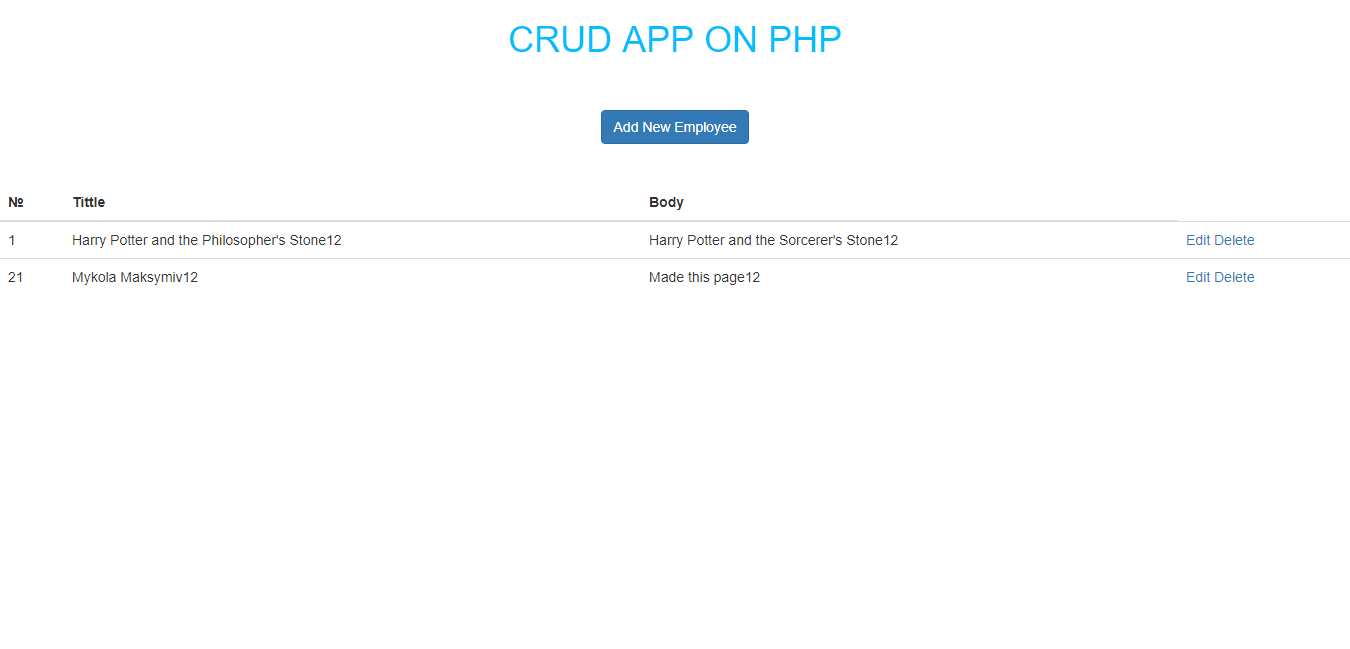 CRUD APP ON PHP
Add New Employee
№ Tittle Body
1 Harry Potter and the Philosopher's Stone12 Harry Potter and the Sorcerer's Stone12 Edit Delete
21 Mykola Maksymiv12 Made this page12 Edit Delete